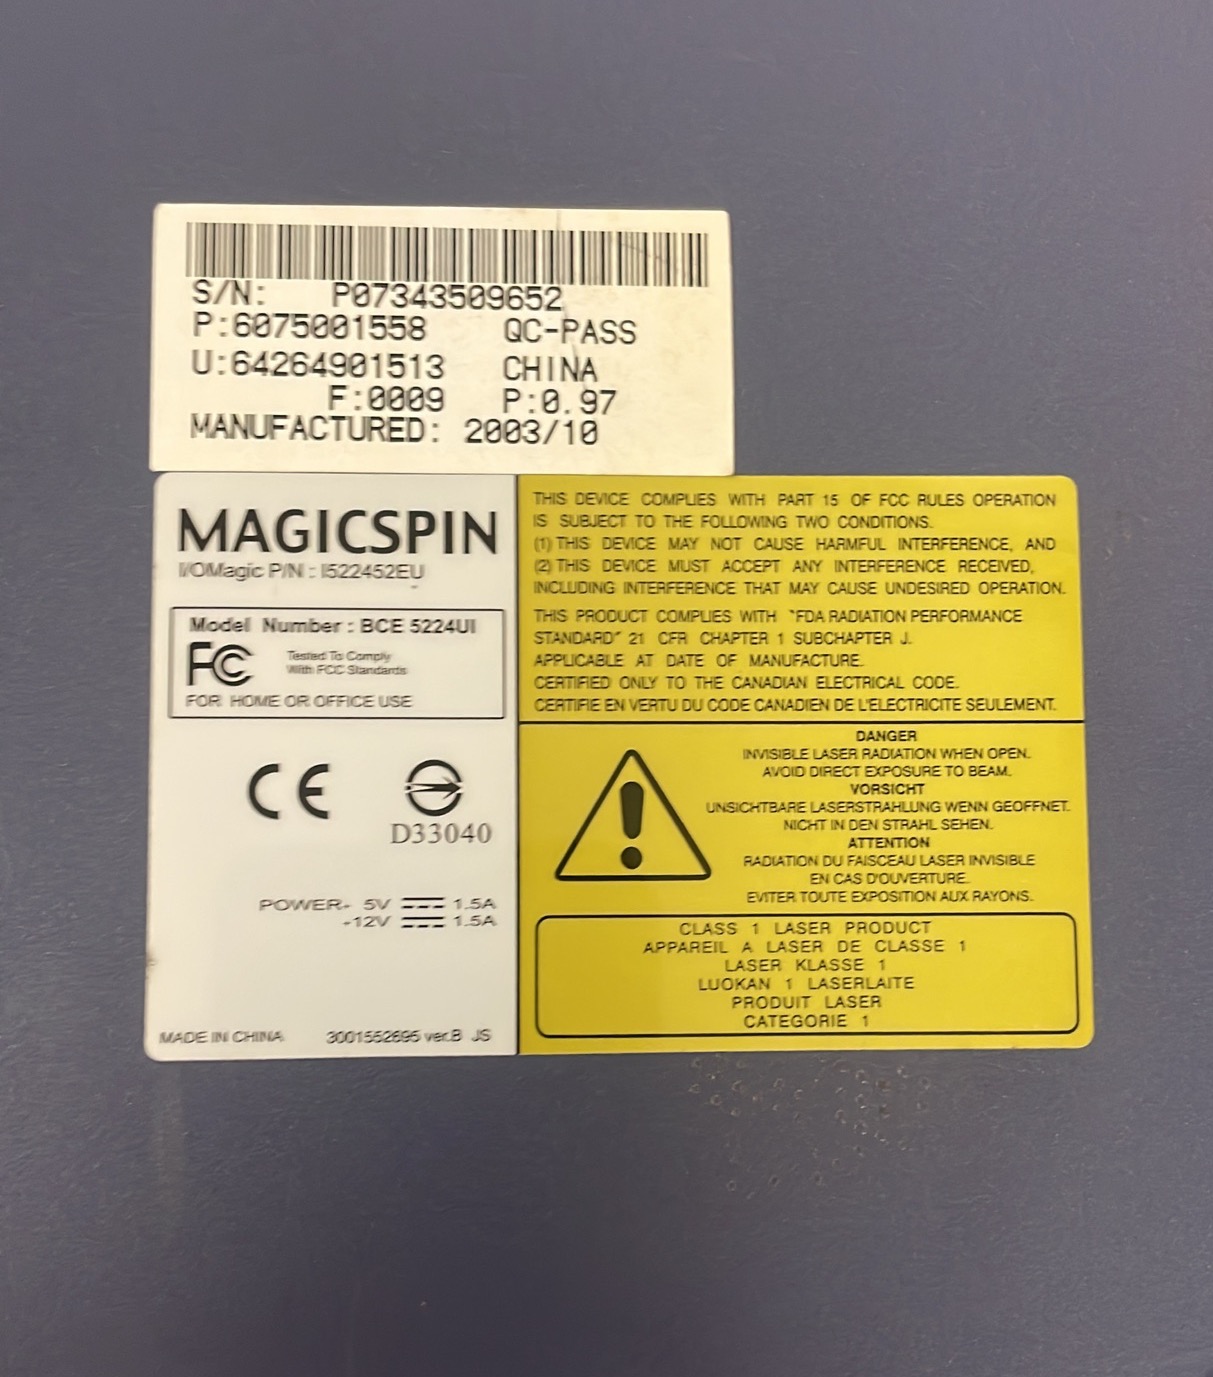 S/N: P07343509652
P:6075001558 QC-PASS
U:64264901513 CHINA
F:0009 P:0.97
MANUFACTURED: 2003/10
MAGICSPIN
I/OMagic P/N : I522452EU
Model Number : BCE 5224UI
FC Tested To Comply
With FCC Standards
FOR HOME OR OFFICE USE
CE
D33040
POWER- 5V 1.5A
-12V 1.5A
MADE IN CHINA 3001552695 ver.B JS
THIS DEVICE COMPLIES WITH PART 15 OF FCC RULES OPERATION
IS SUBJECT TO THE FOLLOWING TWO CONDITIONS.
(1) THIS DEVICE MAY NOT CAUSE HARMFUL INTERFERENCE, AND
(2) THIS DEVICE MUST ACCEPT ANY INTERFERENCE RECEIVED,
INCLUDING INTERFERENCE THAT MAY CAUSE UNDESIRED OPERATION.
THIS PRODUCT COMPLIES WITH "FDA RADIATION PERFORMANCE
STANDARD" 21 CFR CHAPTER 1 SUBCHAPTER J.
APPLICABLE AT DATE OF MANUFACTURE.
CERTIFIED ONLY TO THE CANADIAN ELECTRICAL CODE.
CERTIFIE EN VERTU DU CODE CANADIEN DE L'ELECTRICITE SEULEMENT.
DANGER
INVISIBLE LASER RADIATION WHEN OPEN.
AVOID DIRECT EXPOSURE TO BEAM.
VORSICHT
UNSICHTBARE LASERSTRAHLUNG WENN GEOFFNET.
NICHT IN DEN STRAHL SEHEN.
ATTENTION
RADIATION DU FAISCEAU LASER INVISIBLE
EN CAS D'OUVERTURE.
EVITER TOUTE EXPOSITION AUX RAYONS.
CLASS 1 LASER PRODUCT
APPAREIL A LASER DE CLASSE 1
LASER KLASSE 1
LUOKAN 1 LASERLAITE
PRODUIT LASER
CATEGORIE 1